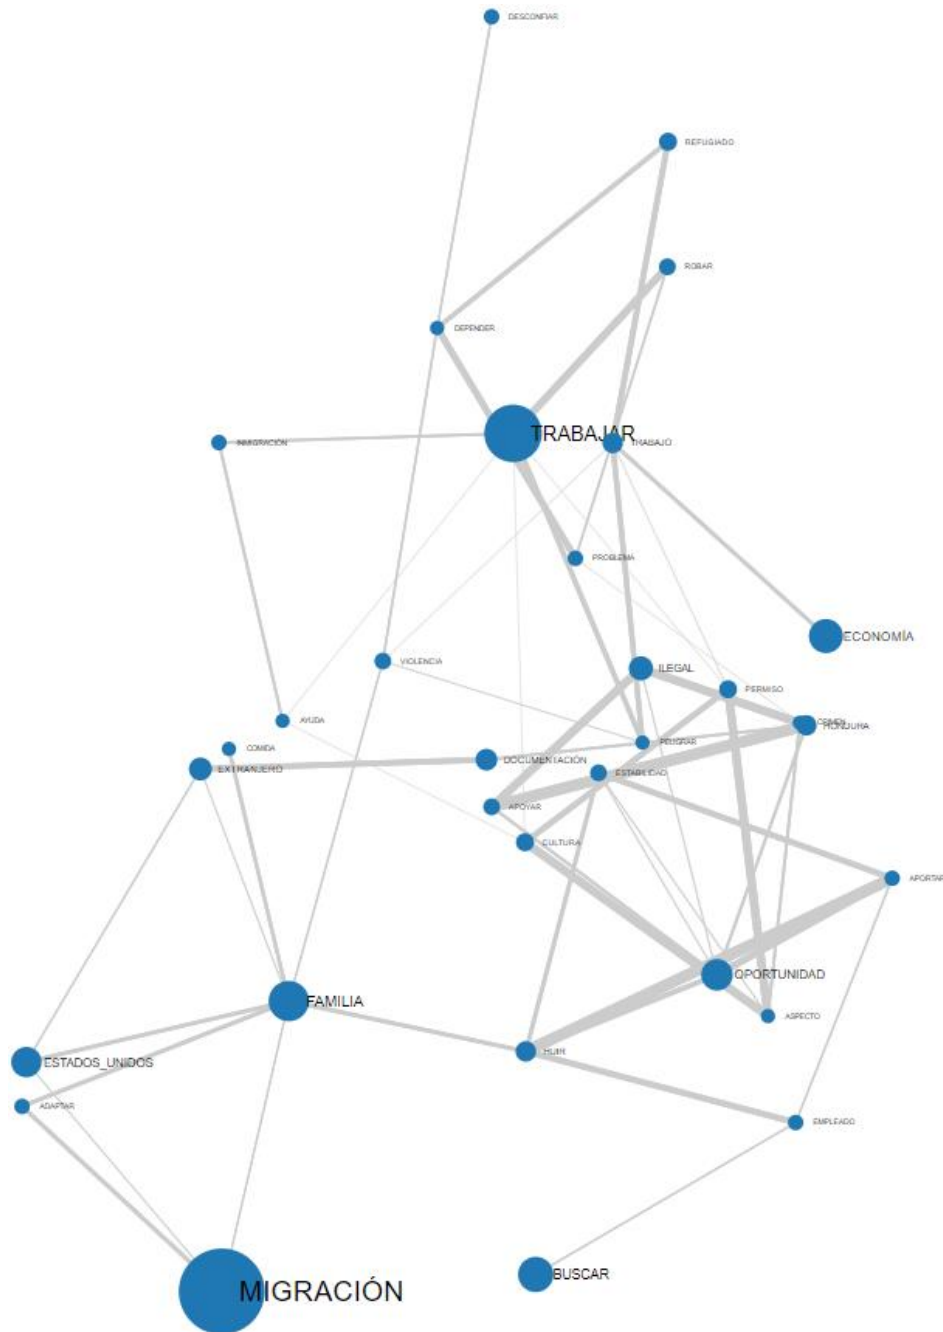 DESCONFIAR
REFUGIADO
ROBAR
DEPENDER
TRABAJAR
TRABAJO
INMIGRACIÓN
PROBLEMA
ECONOMÍA
VIOLENCIA
ILEGAL
PERMISO
AYUDA
CRIMEN
HONDURA
PELIGRAR
COMIDA
DOCUMENTACIÓN
EXTRANJERO
ESTABILIDAD
APOYAR
CULTURA
APORTAR
OPORTUNIDAD
FAMILIA
ASPECTO
HUIR
ESTADOS_UNIDOS
ADAPTAR
EMPLEADO
BUSCAR
MIGRACIÓN